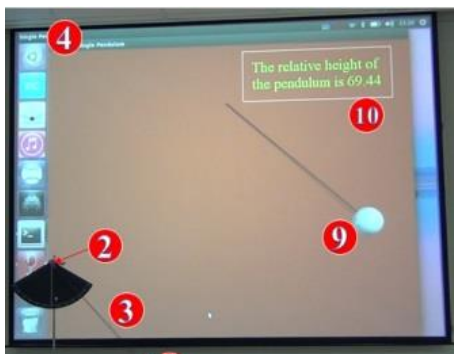 4
Single Pendulum
The relative height of
the pendulum is 69.44
10
9
2
3